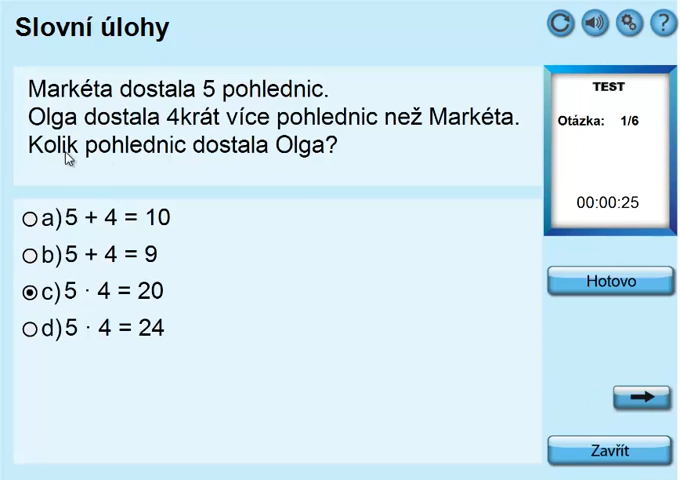 Slovní úlohy
?
Markéta dostala 5 pohlednic.
Olga dostala 4krát více pohlednic než Markéta.
Kolik pohlednic dostala Olga?
TEST
Otázka: 1/6
00:00:25
a) 5 + 4 = 10
b) 5 + 4 = 9
c) 5 · 4 = 20
d) 5 · 4 = 24
Hotovo
Zavřít